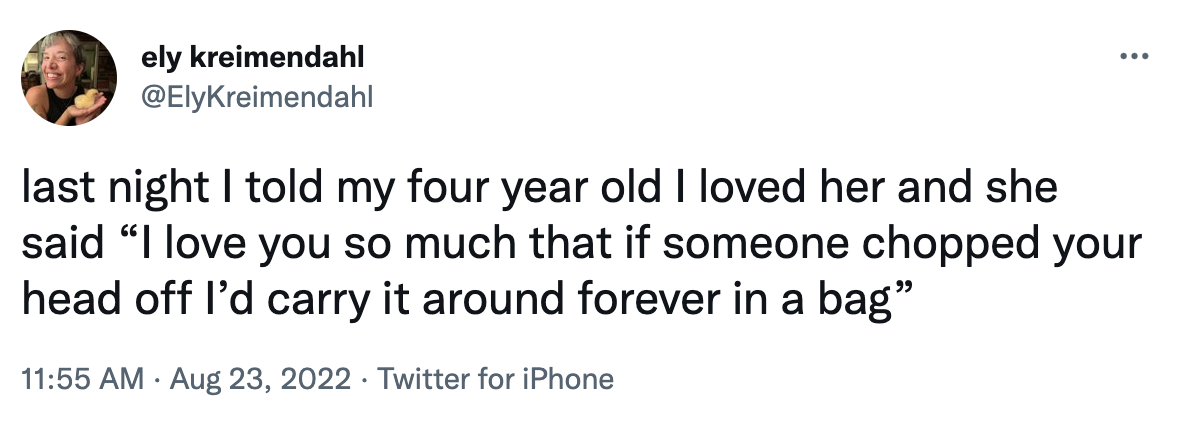 ely kreimendahl
@ElyKreimendahl
last night I told my four year old I loved her and she
said “I love you so much that if someone chopped your
head off I’d carry it around forever in a bag”
11:55 AM · Aug 23, 2022 · Twitter for iPhone